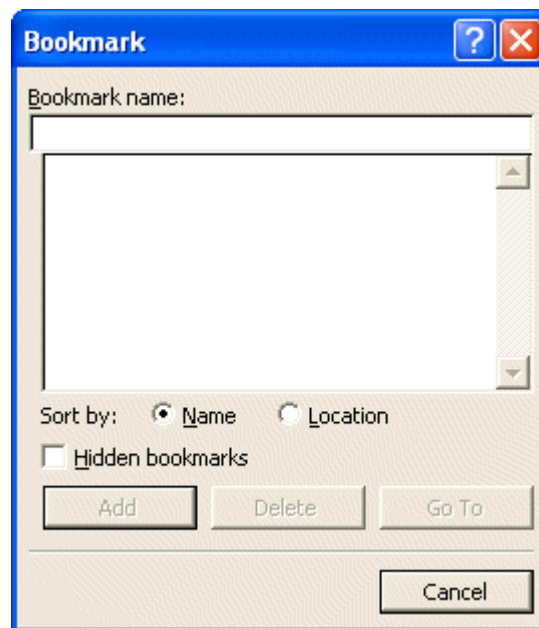 Bookmark
Bookmark name:
Sort by: Name Location
Hidden bookmarks
Add Delete Go To
Cancel